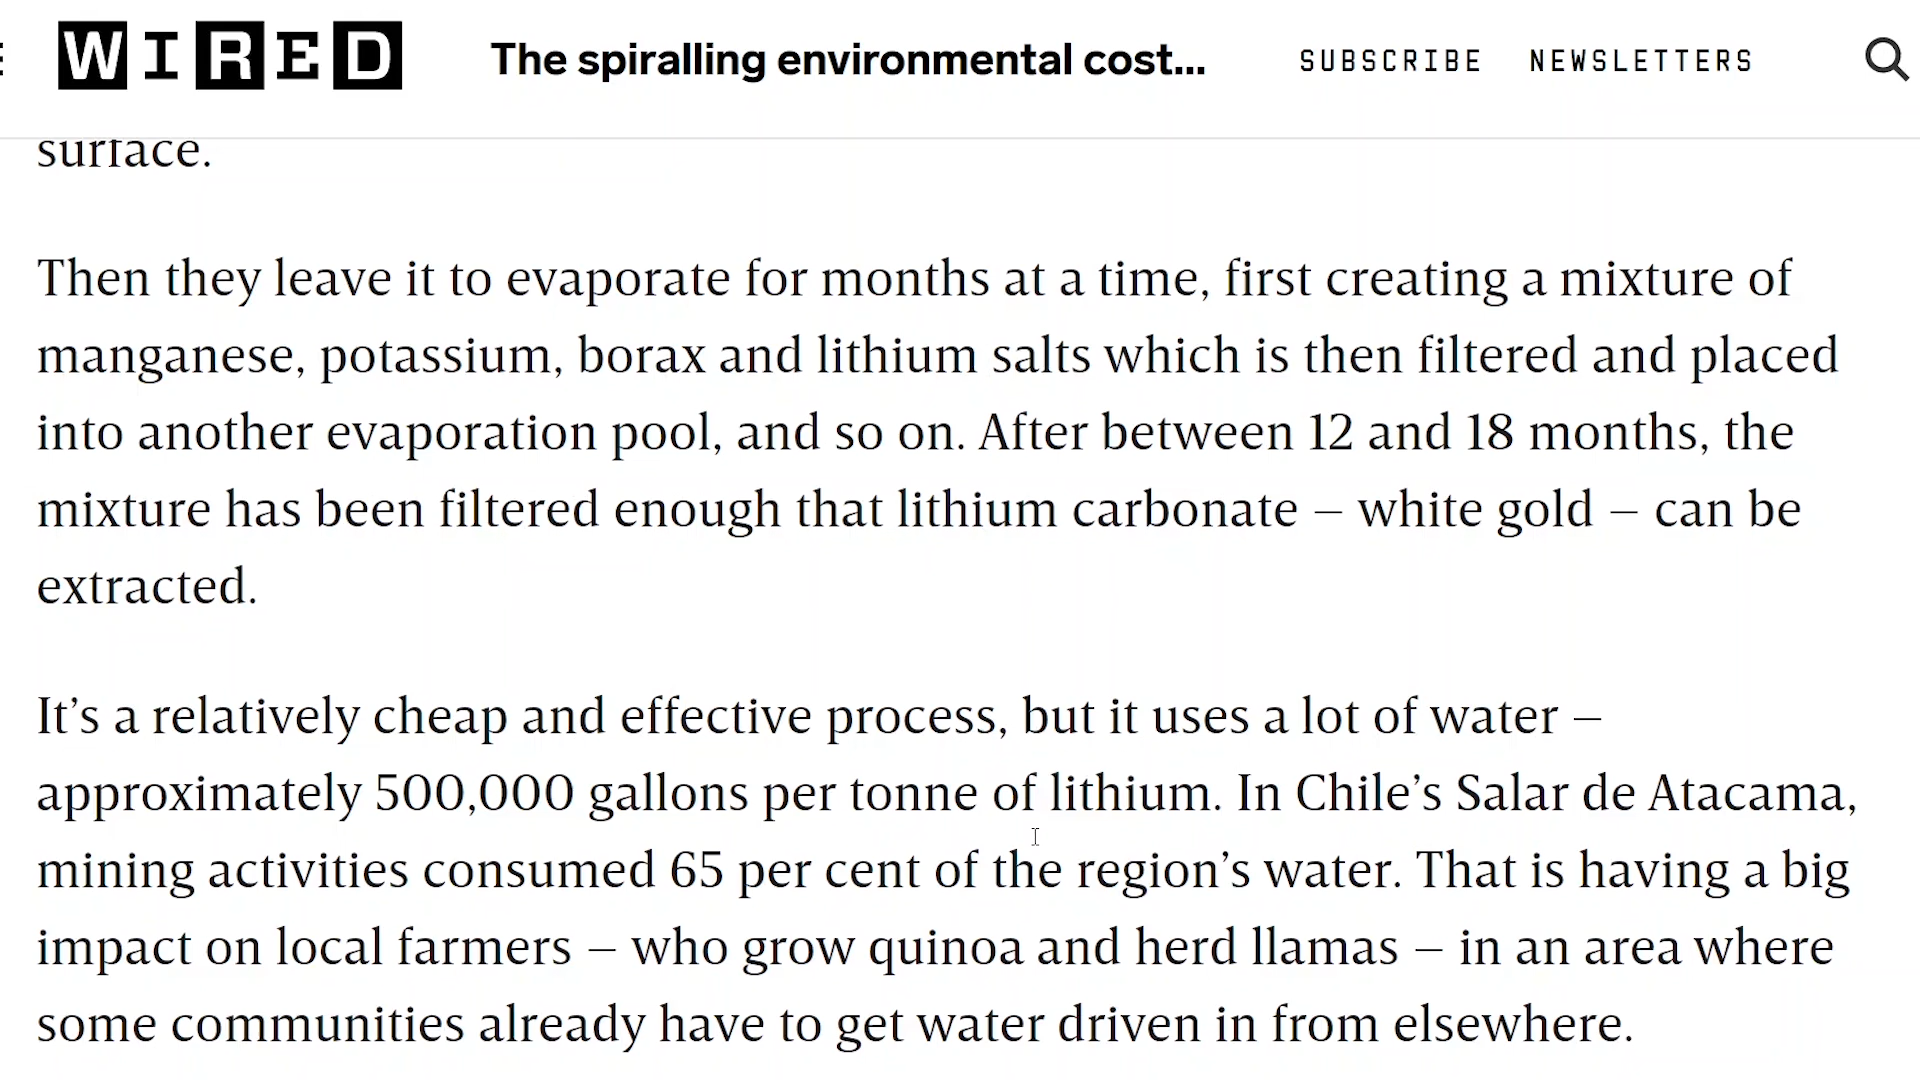 WIRED
The spiralling environmental cost...
SUBSCRIBE
NEWSLETTERS
surface.
Then they leave it to evaporate for months at a time, first creating a mixture of
manganese, potassium, borax and lithium salts which is then filtered and placed
into another evaporation pool, and so on. After between 12 and 18 months, the
mixture has been filtered enough that lithium carbonate – white gold – can be
extracted.
It’s a relatively cheap and effective process, but it uses a lot of water –
approximately 500,000 gallons per tonne of lithium. In Chile’s Salar de Atacama,
mining activities consumed 65 per cent of the region’s water. That is having a big
impact on local farmers – who grow quinoa and herd llamas – in an area where
some communities already have to get water driven in from elsewhere.